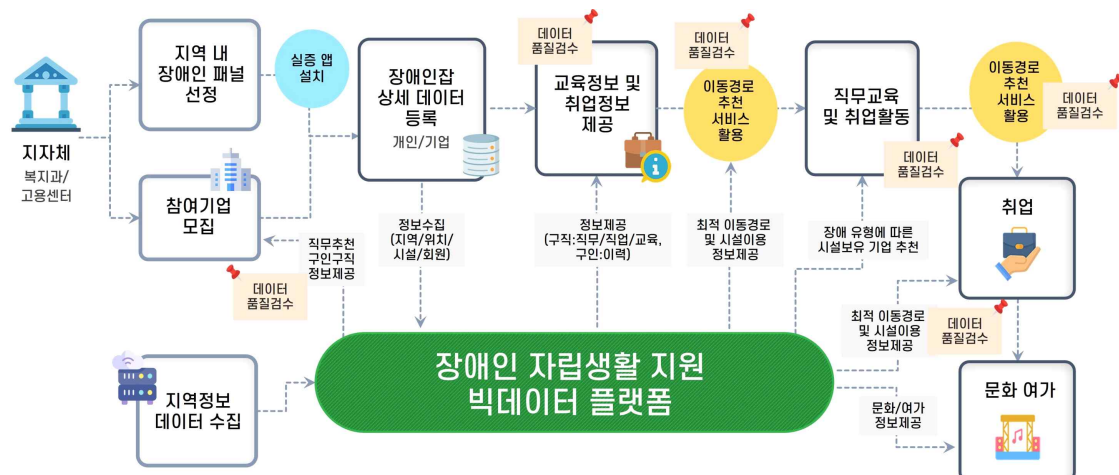 지자체
복지과/
고용센터
지역 내
장애인 패널
선정
참여기업
모집
실증 앱
설치
장애인잡
상세 데이터
등록
개인/기업
데이터
품질검수
교육정보 및
취업정보
제공
데이터
품질검수
이동경로
추천
서비스
활용
직무교육
및 취업활동
데이터
품질검수
이동경로
추천
서비스
활용
데이터
품질검수
취업
데이터
품질검수
문화 여가
직무추천
구인구직
정보제공
데이터
품질검수
정보수집
(지역/위치/
시설/회원)
정보제공
(구직:직무/직업/교육,
구인:이력)
최적 이동경로
및 시설이용
정보제공
장애 유형에 따른
시설보유 기업 추천
최적 이동경로
및 시설이용
정보제공
문화/여가
정보제공
지역정보
데이터 수집
장애인 자립생활 지원
빅데이터 플랫폼